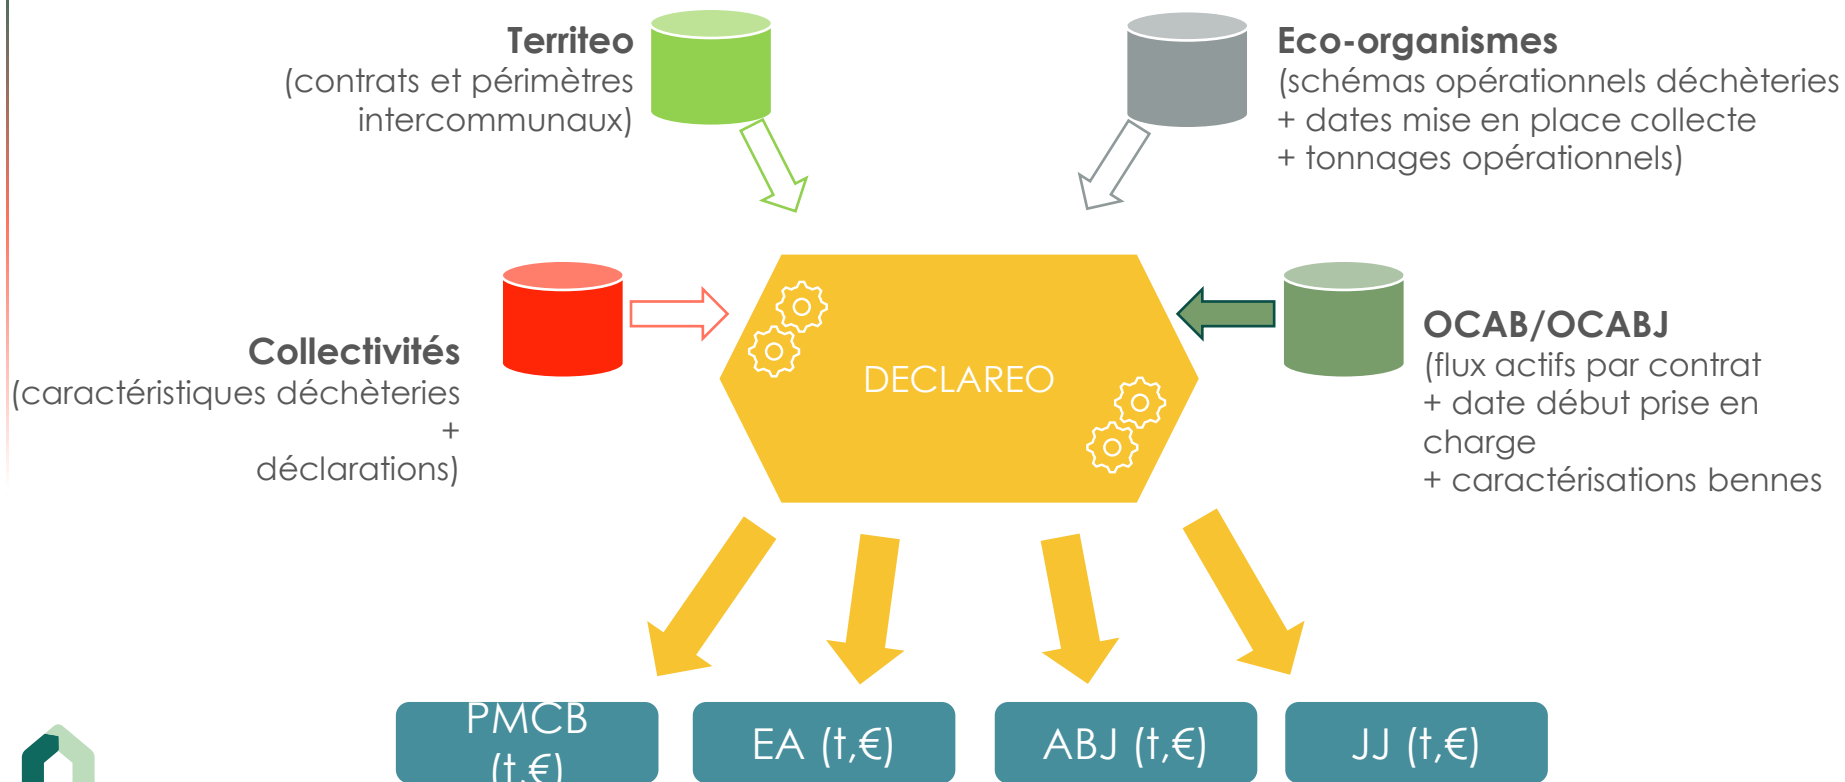 Territeo
(contrats et périmètres
intercommunaux)
Eco-organismes
(schémas opérationnels déchèteries
+ dates mise en place collecte
+ tonnages opérationnels)
Collectivités
(caractéristiques déchèteries
+
déclarations)
DECLAREO
OCAB/OCABJ
(flux actifs par contrat
+ date début prise en
charge
+ caractérisations bennes
PMCB
(t,€)
EA (t,€)
ABJ (t,€)
JJ (t,€)